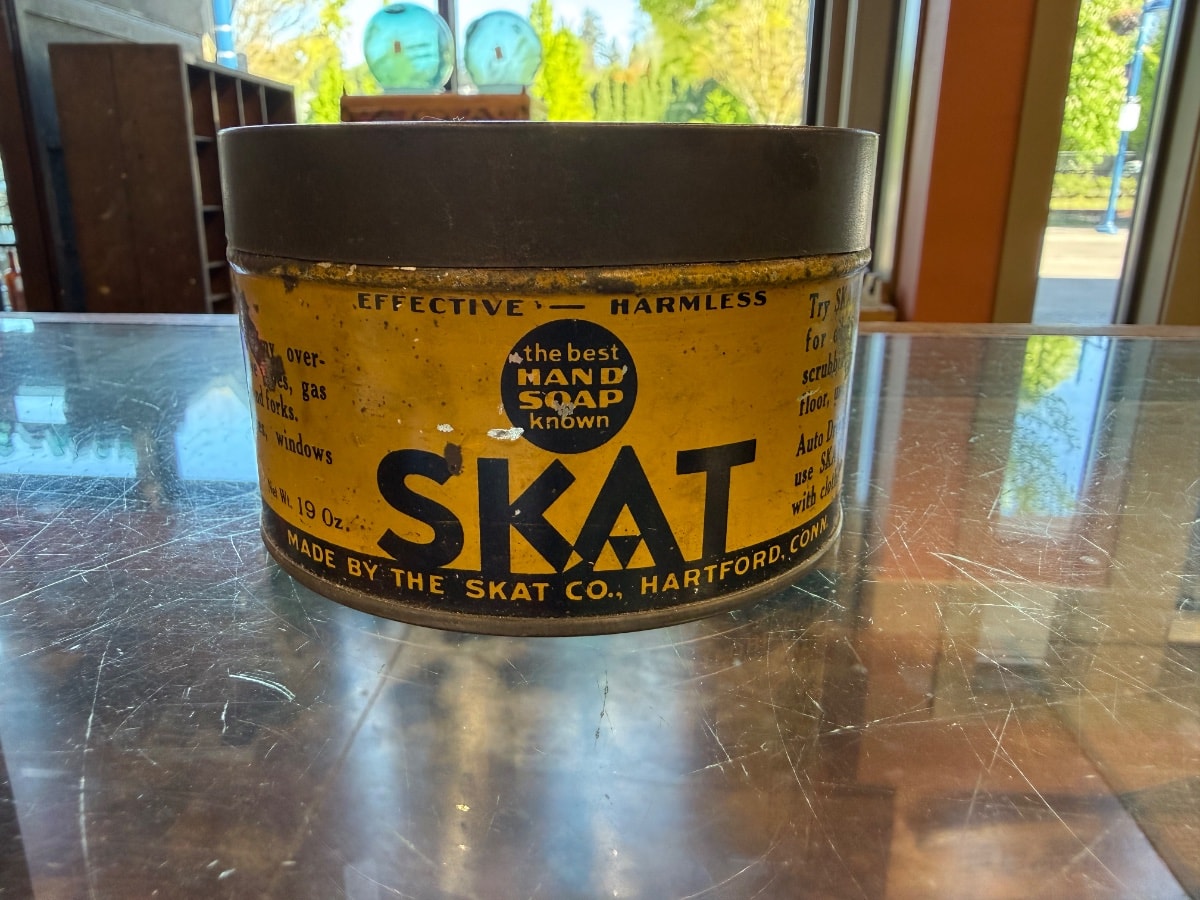 EFFECTIVE — HARMLESS
the best
HAND
SOAP
known
SKAT
MADE BY THE SKAT CO., HARTFORD, CONN.
over-
gas
forks.
windows
Net Wt. 19 Oz.
Try
for
floor,
Auto
use
with